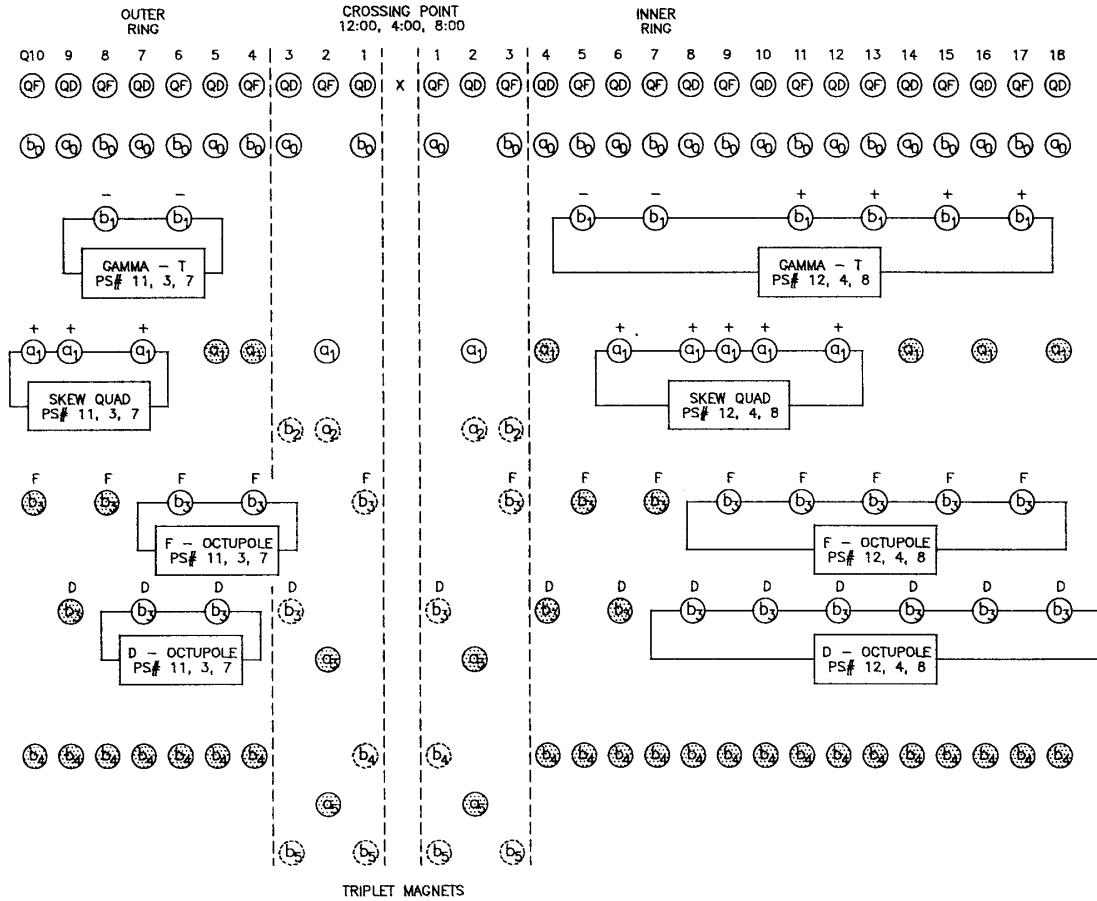 OUTER RING
CROSSING POINT 12:00, 4:00, 8:00
INNER RING
Q10 9 8 7 6 5 4 3 2 1 1 2 3 4 5 6 7 8 9 10 11 12 13 14 15 16 17 18
QF QD QF QD QF QD QF QD QF QD X QF QD QF QD QF QD QF QD QF QD QF QD QF QD QF QD QF QD
b0 a0 b0 a0 b0 a0 b0 a0 b0 a0 b0 a0 b0 a0 b0 a0 b0 a0 b0 a0 b0 a0 b0 a0 b0 a0
- - - - + + + +
b1 b1 b1 b1 b1 b1 b1 b1
GAMMA - T
PS# 11, 3, 7
GAMMA - T
PS# 12, 4, 8
+ + + + + + + +
a1 a1 a1 a1 a1 a1 a1 a1 a1 a1 a1 a1 a1 a1 a1 a1
SKEW QUAD
PS# 11, 3, 7
SKEW QUAD
PS# 12, 4, 8
b2 a2 a2 b2
F F F F F F F F F F F F F
b3 b3 b3 b3 b3 b3 b3 b3 b3 b3 b3 b3 b3
F - OCTUPOLE
PS# 11, 3, 7
F - OCTUPOLE
PS# 12, 4, 8
D D D D D D D D D D D D D
b3 b3 b3 b3 b3 b3 b3 b3 b3 b3 b3 b3 b3
D - OCTUPOLE
PS# 11, 3, 7
D - OCTUPOLE
PS# 12, 4, 8
a5 a5
b4 b4 b4 b4 b4 b4 b4 b4 b4 b4 b4 b4 b4 b4 b4 b4 b4 b4 b4 b4 b4 b4 b4 b4
a5 a5
b5 b5 b5 b5
TRIPLET MAGNETS